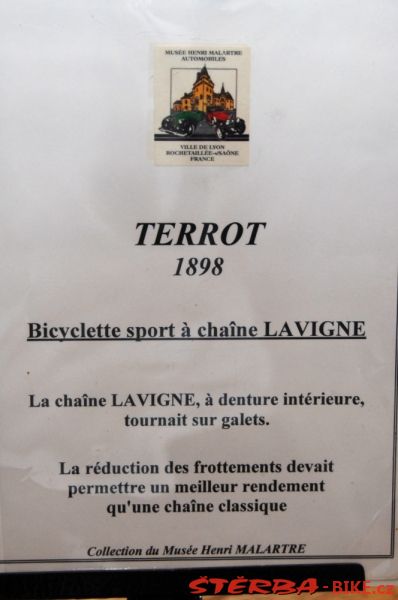 MUSÉE HENRI MALARTRE
AUTOMOBILES
VILLE DE LYON
ROCHETAILLÉE-s/SAÔNE
FRANCE
TERROT
1898
Bicyclette sport à chaîne LAVIGNE
La chaîne LAVIGNE, à denture intérieure,
tournait sur galets.
La réduction des frottements devait
permettre un meilleur rendement
qu'une chaîne classique
Collection du Musée Henri MALARTRE
ŠTĚRBA-BIKE.cz